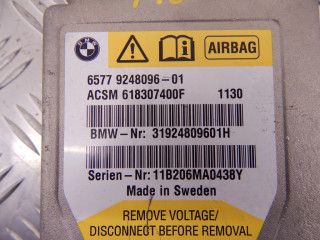 BMW
AIRBAG
6577 9248096-01
ACSM 618307400F 1130
BMW-Nr: 31924809601H
Serien-Nr: 11B206MA0438Y
Made in Sweden
REMOVE VOLTAGE/
DISCONNECT BEFORE REMOVAL